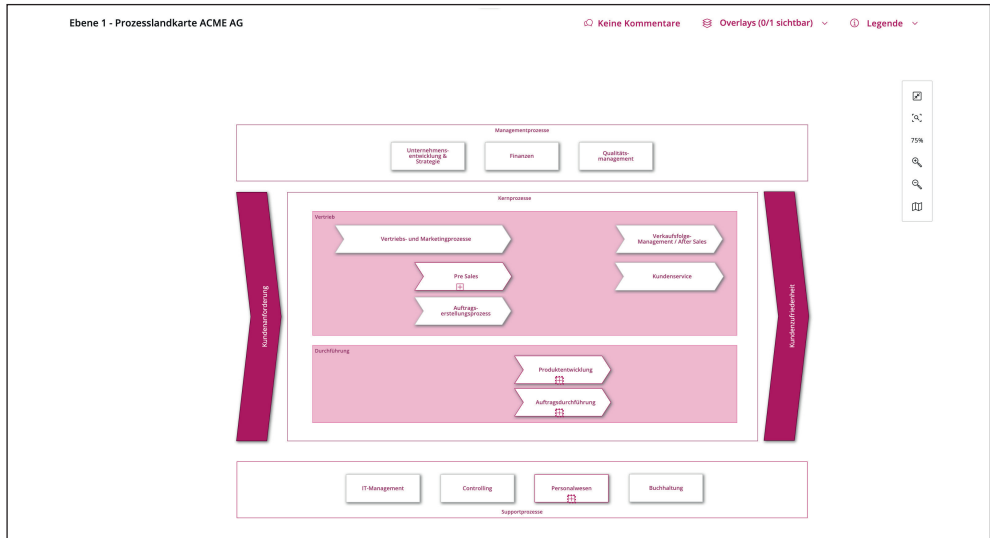 Ebene 1 - Prozesslandkarte ACME AG
Keine Kommentare
Overlays (0/1 sichtbar)
Legende
75%
Managementprozesse
Unternehmens-
entwicklung &
Strategie
Finanzen
Qualitäts-
management
Kundenanforderung
Kernprozesse
Vertrieb
Vertriebs- und Marketingprozesse
Verkaufsfolge-
Management / After Sales
Pre Sales
Kundenservice
Auftrags-
erstellungsprozess
Durchführung
Produktentwicklung
Auftragsdurchführung
Kundenzufriedenheit
IT-Management
Controlling
Personalwesen
Buchhaltung
Supportprozesse